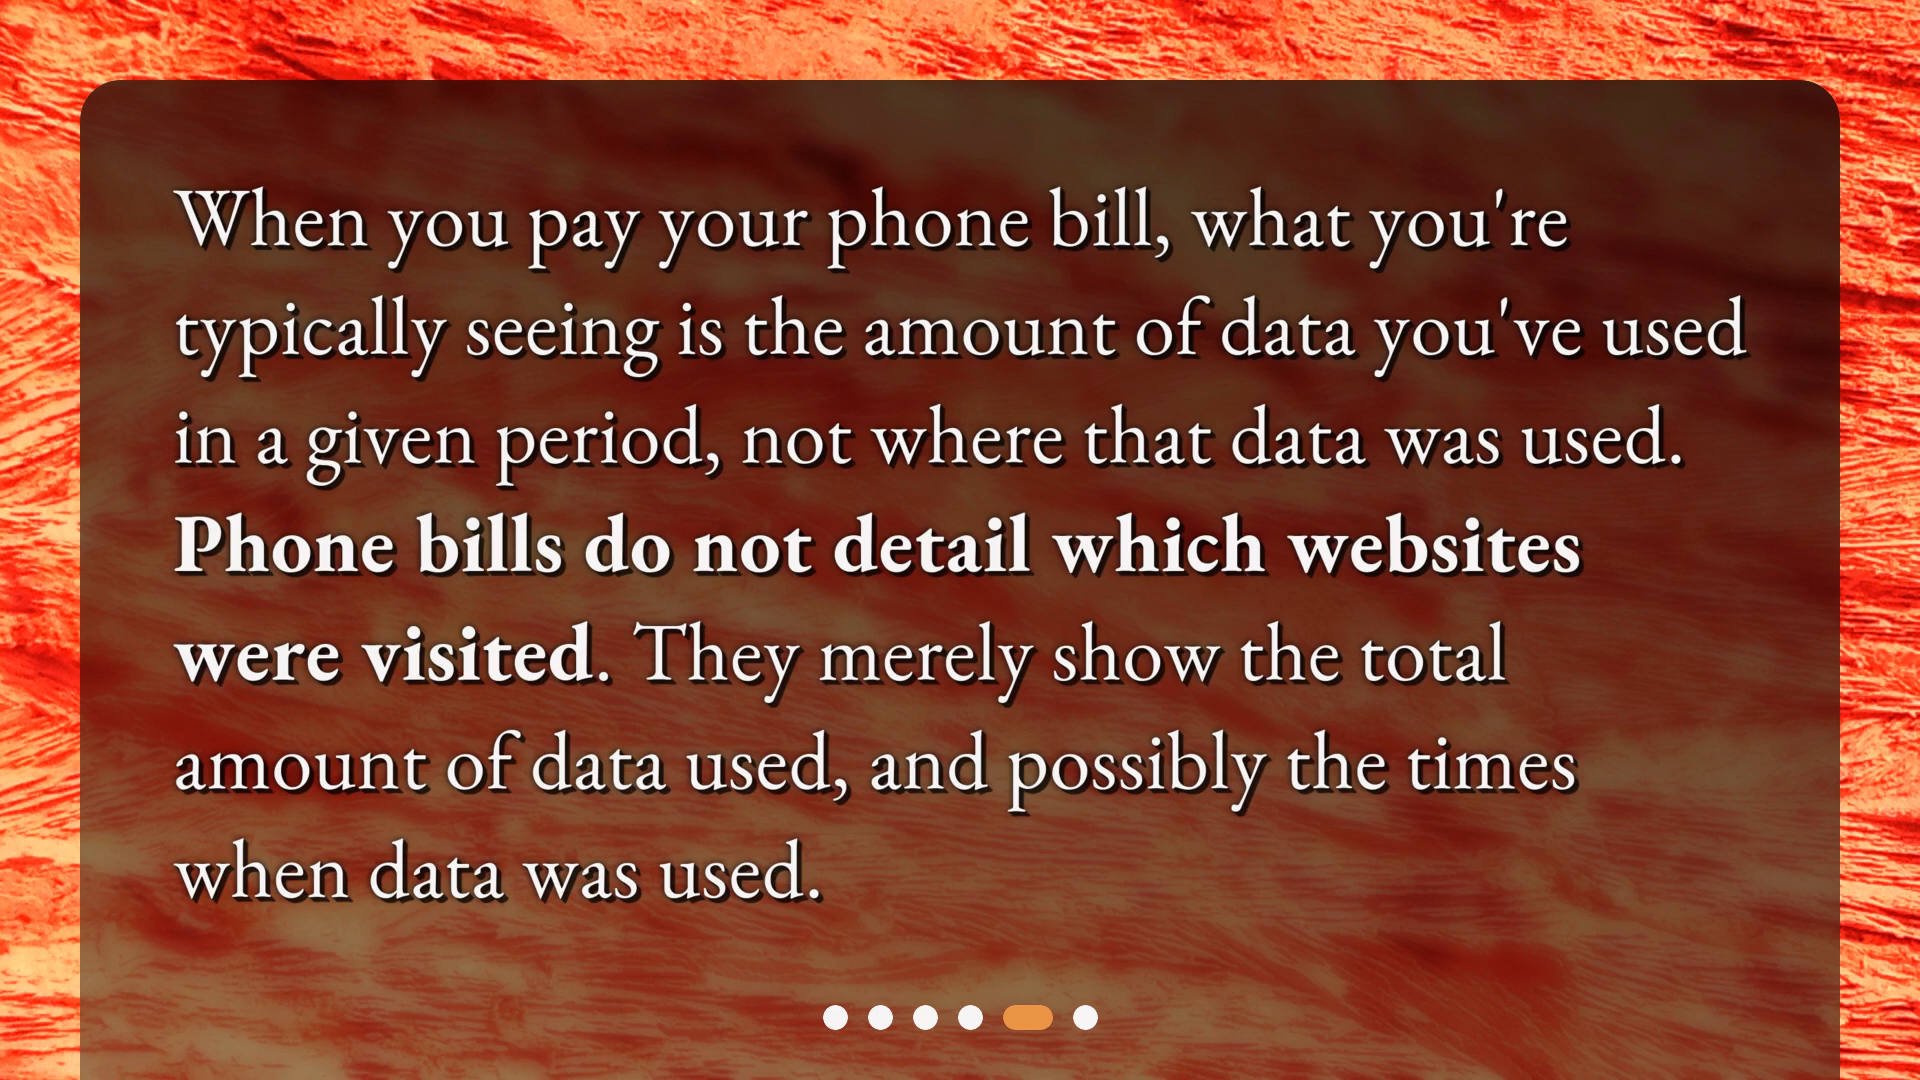 When you pay your phone bill, what you're
typically seeing is the amount of data you've used
in a given period, not where that data was used.
Phone bills do not detail which websites
were visited. They merely show the total
amount of data used, and possibly the times
when data was used.